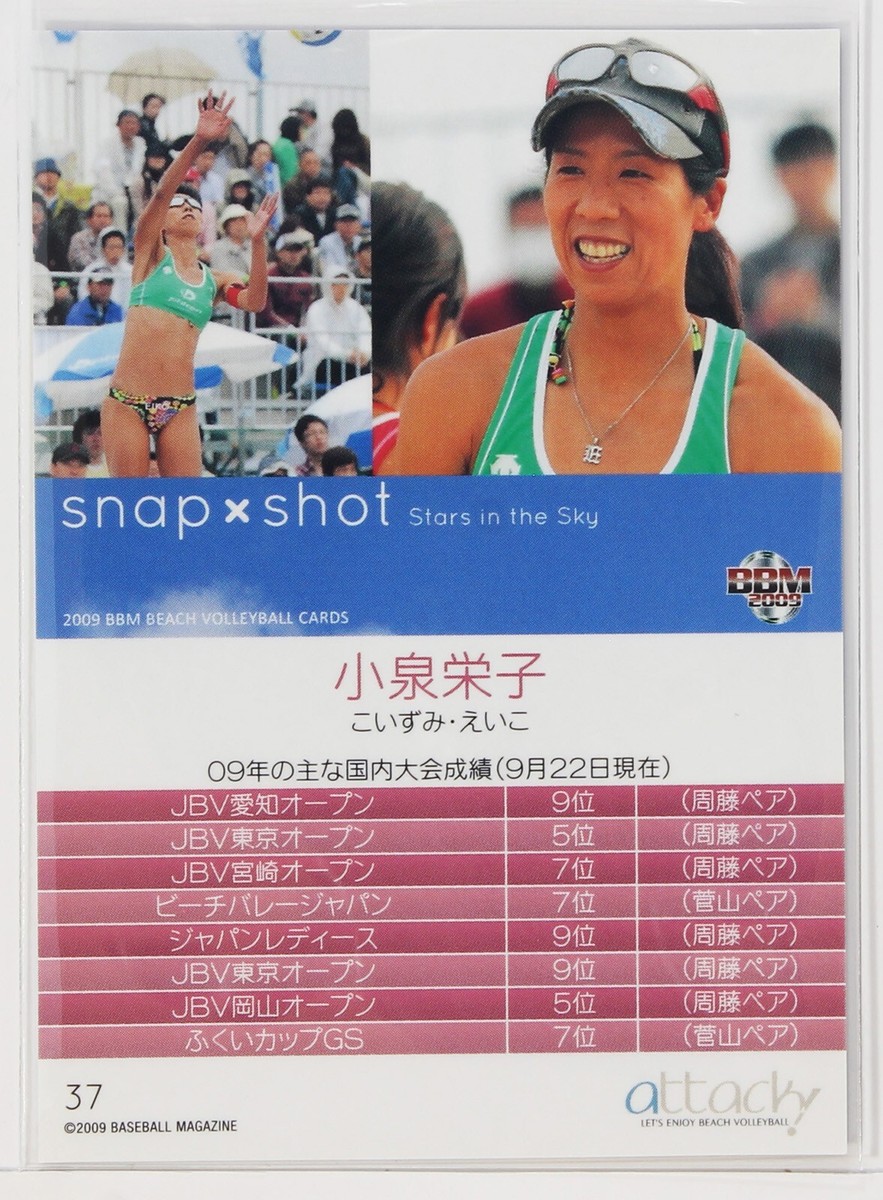 snap×shot Stars in the Sky
BBM
2009
2009 BBM BEACH VOLLEYBALL CARDS
小泉栄子
こいずみ・えいこ
09年の主な国内大会成績(9月22日現在)
JBV愛知オープン 9位 (周藤ペア)
JBV東京オープン 5位 (周藤ペア)
JBV宮崎オープン 7位 (周藤ペア)
ビーチバレージャパン 7位 (菅山ペア)
ジャパンレディース 9位 (周藤ペア)
JBV東京オープン 9位 (周藤ペア)
JBV岡山オープン 5位 (周藤ペア)
ふくいカップGS 7位 (菅山ペア)
37
©2009 BASEBALL MAGAZINE
attack!
LET'S ENJOY BEACH VOLLEYBALL